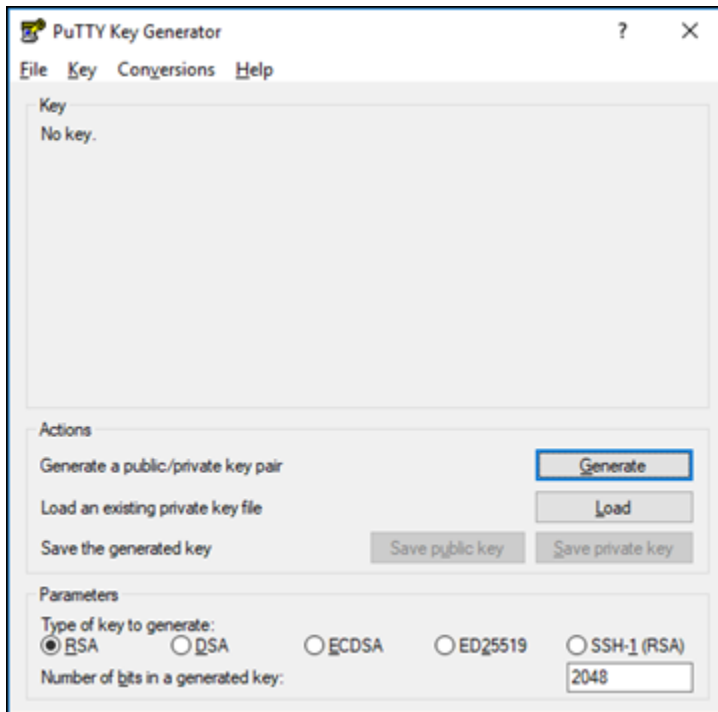 PuTTY Key Generator ? ×
File Key Conversions Help
Key
No key.
Actions
Generate a public/private key pair Generate
Load an existing private key file Load
Save the generated key Save public key Save private key
Parameters
Type of key to generate:
RSA DSA ECDSA ED25519 SSH-1 (RSA)
Number of bits in a generated key: 2048